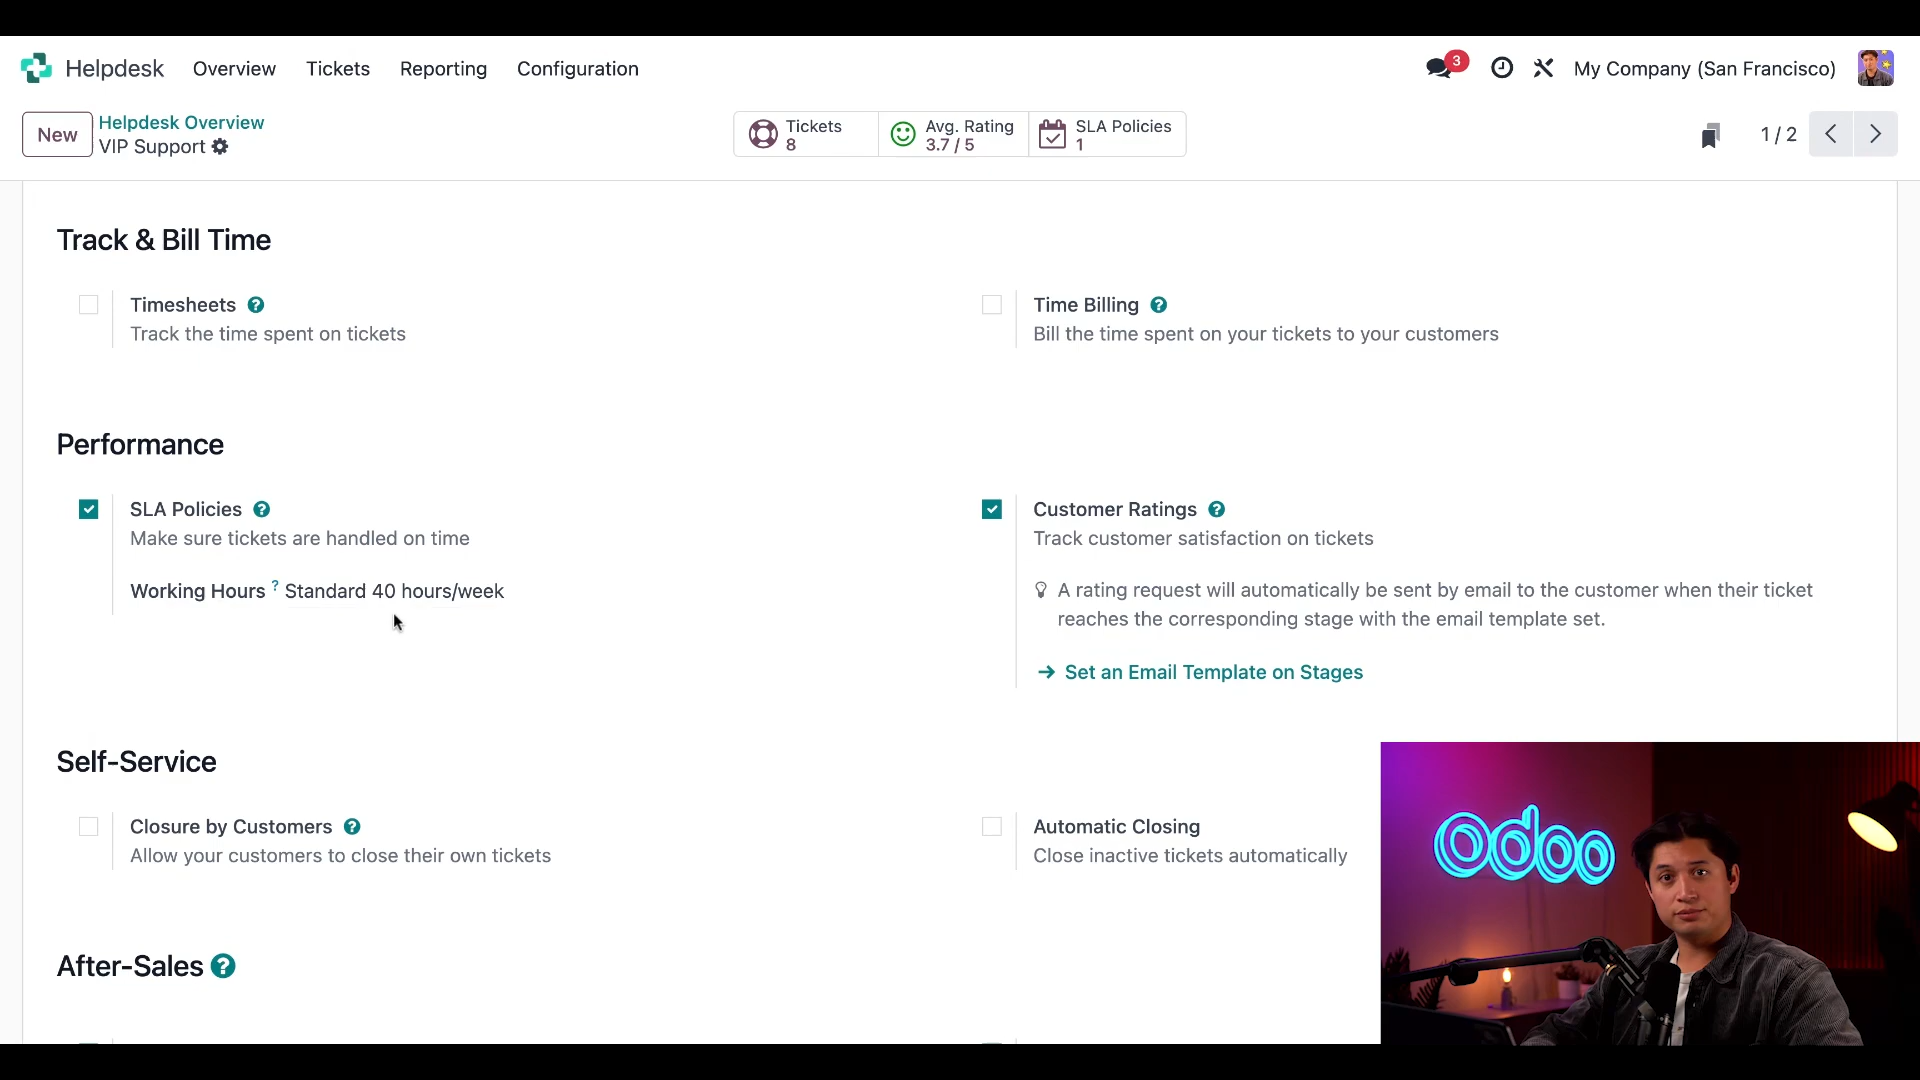 Helpdesk Overview Tickets Reporting Configuration 3 My Company (San Francisco)
New Helpdesk Overview
VIP Support
Tickets
8
Avg. Rating
3.7 / 5
SLA Policies
1
1 / 2
Track & Bill Time
Timesheets ?
Track the time spent on tickets
Time Billing ?
Bill the time spent on your tickets to your customers
Performance
SLA Policies ?
Make sure tickets are handled on time
Working Hours ? Standard 40 hours/week
Customer Ratings ?
Track customer satisfaction on tickets
A rating request will automatically be sent by email to the customer when their ticket
reaches the corresponding stage with the email template set.
Set an Email Template on Stages
Self-Service
Closure by Customers ?
Allow your customers to close their own tickets
Automatic Closing
Close inactive tickets automatically
After-Sales ?
odoo